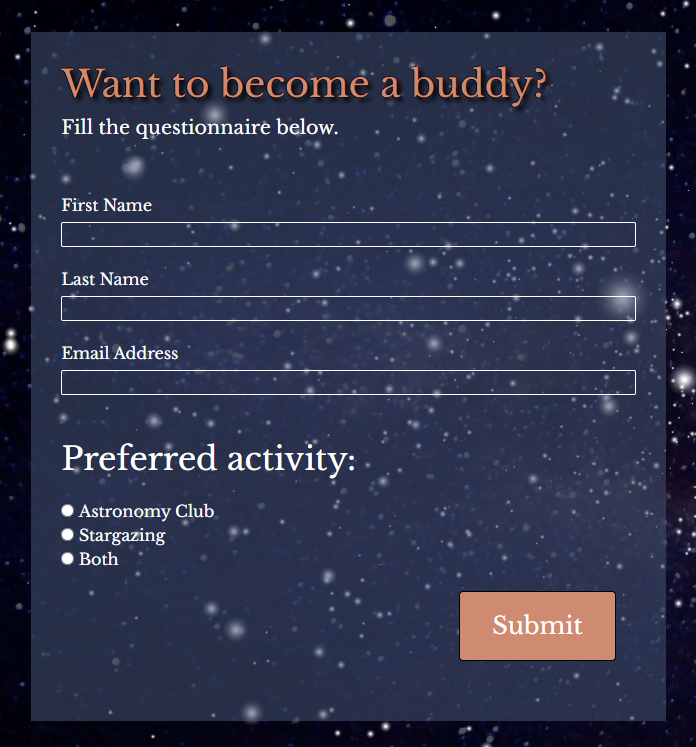 Want to become a buddy?
Fill the questionnaire below.
First Name
Last Name
Email Address
Preferred activity:
Astronomy Club
Stargazing
Both
Submit